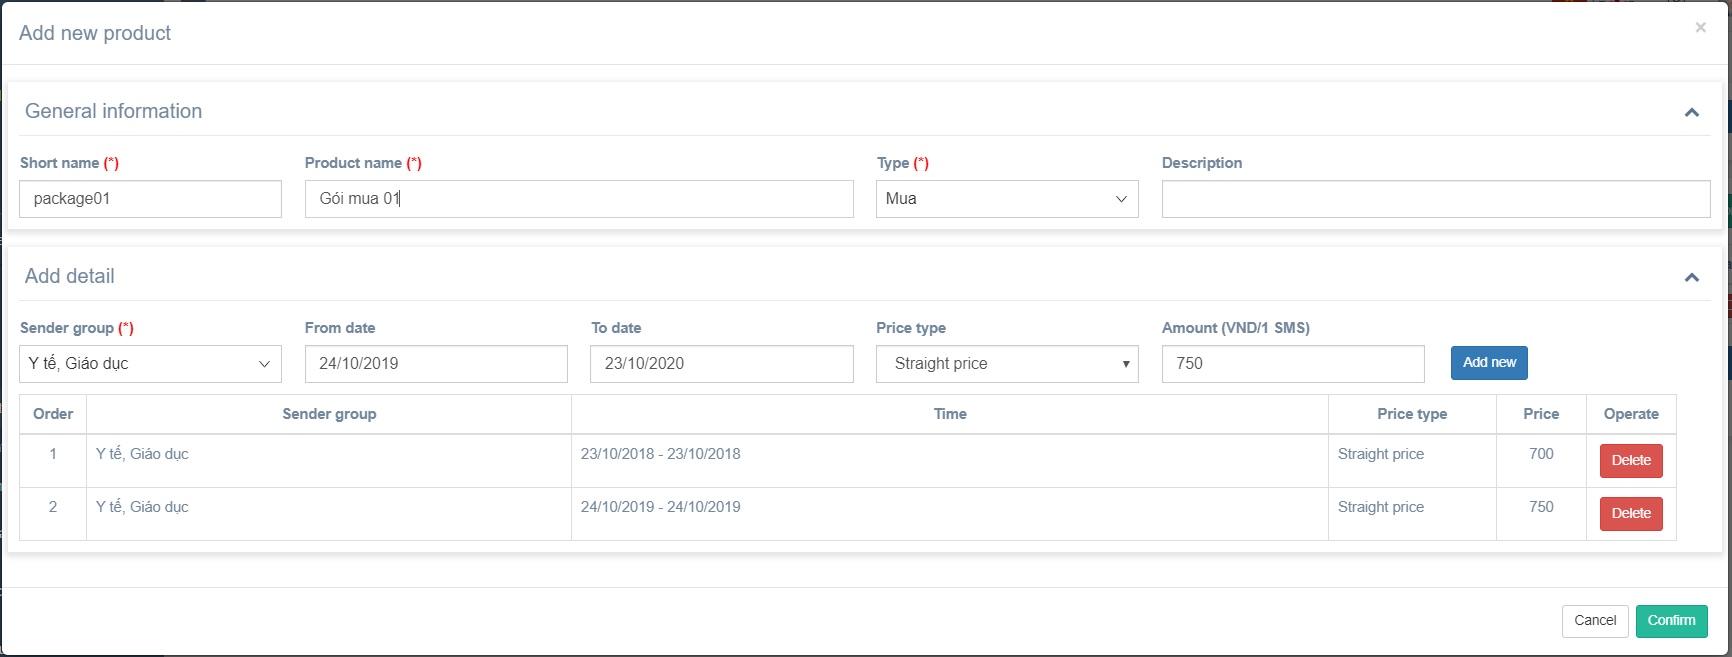 Add new product ×
General information
Short name (*) Product name (*) Type (*) Description
package01 Gói mua 01 Mua
Add detail
Sender group (*) From date To date Price type Amount (VND/1 SMS)
Y tế, Giáo dục 24/10/2019 23/10/2020 Straight price 750 Add new
Order Sender group Time Price type Price Operate
1 Y tế, Giáo dục 23/10/2018 - 23/10/2018 Straight price 700 Delete
2 Y tế, Giáo dục 24/10/2019 - 24/10/2019 Straight price 750 Delete
Cancel Confirm